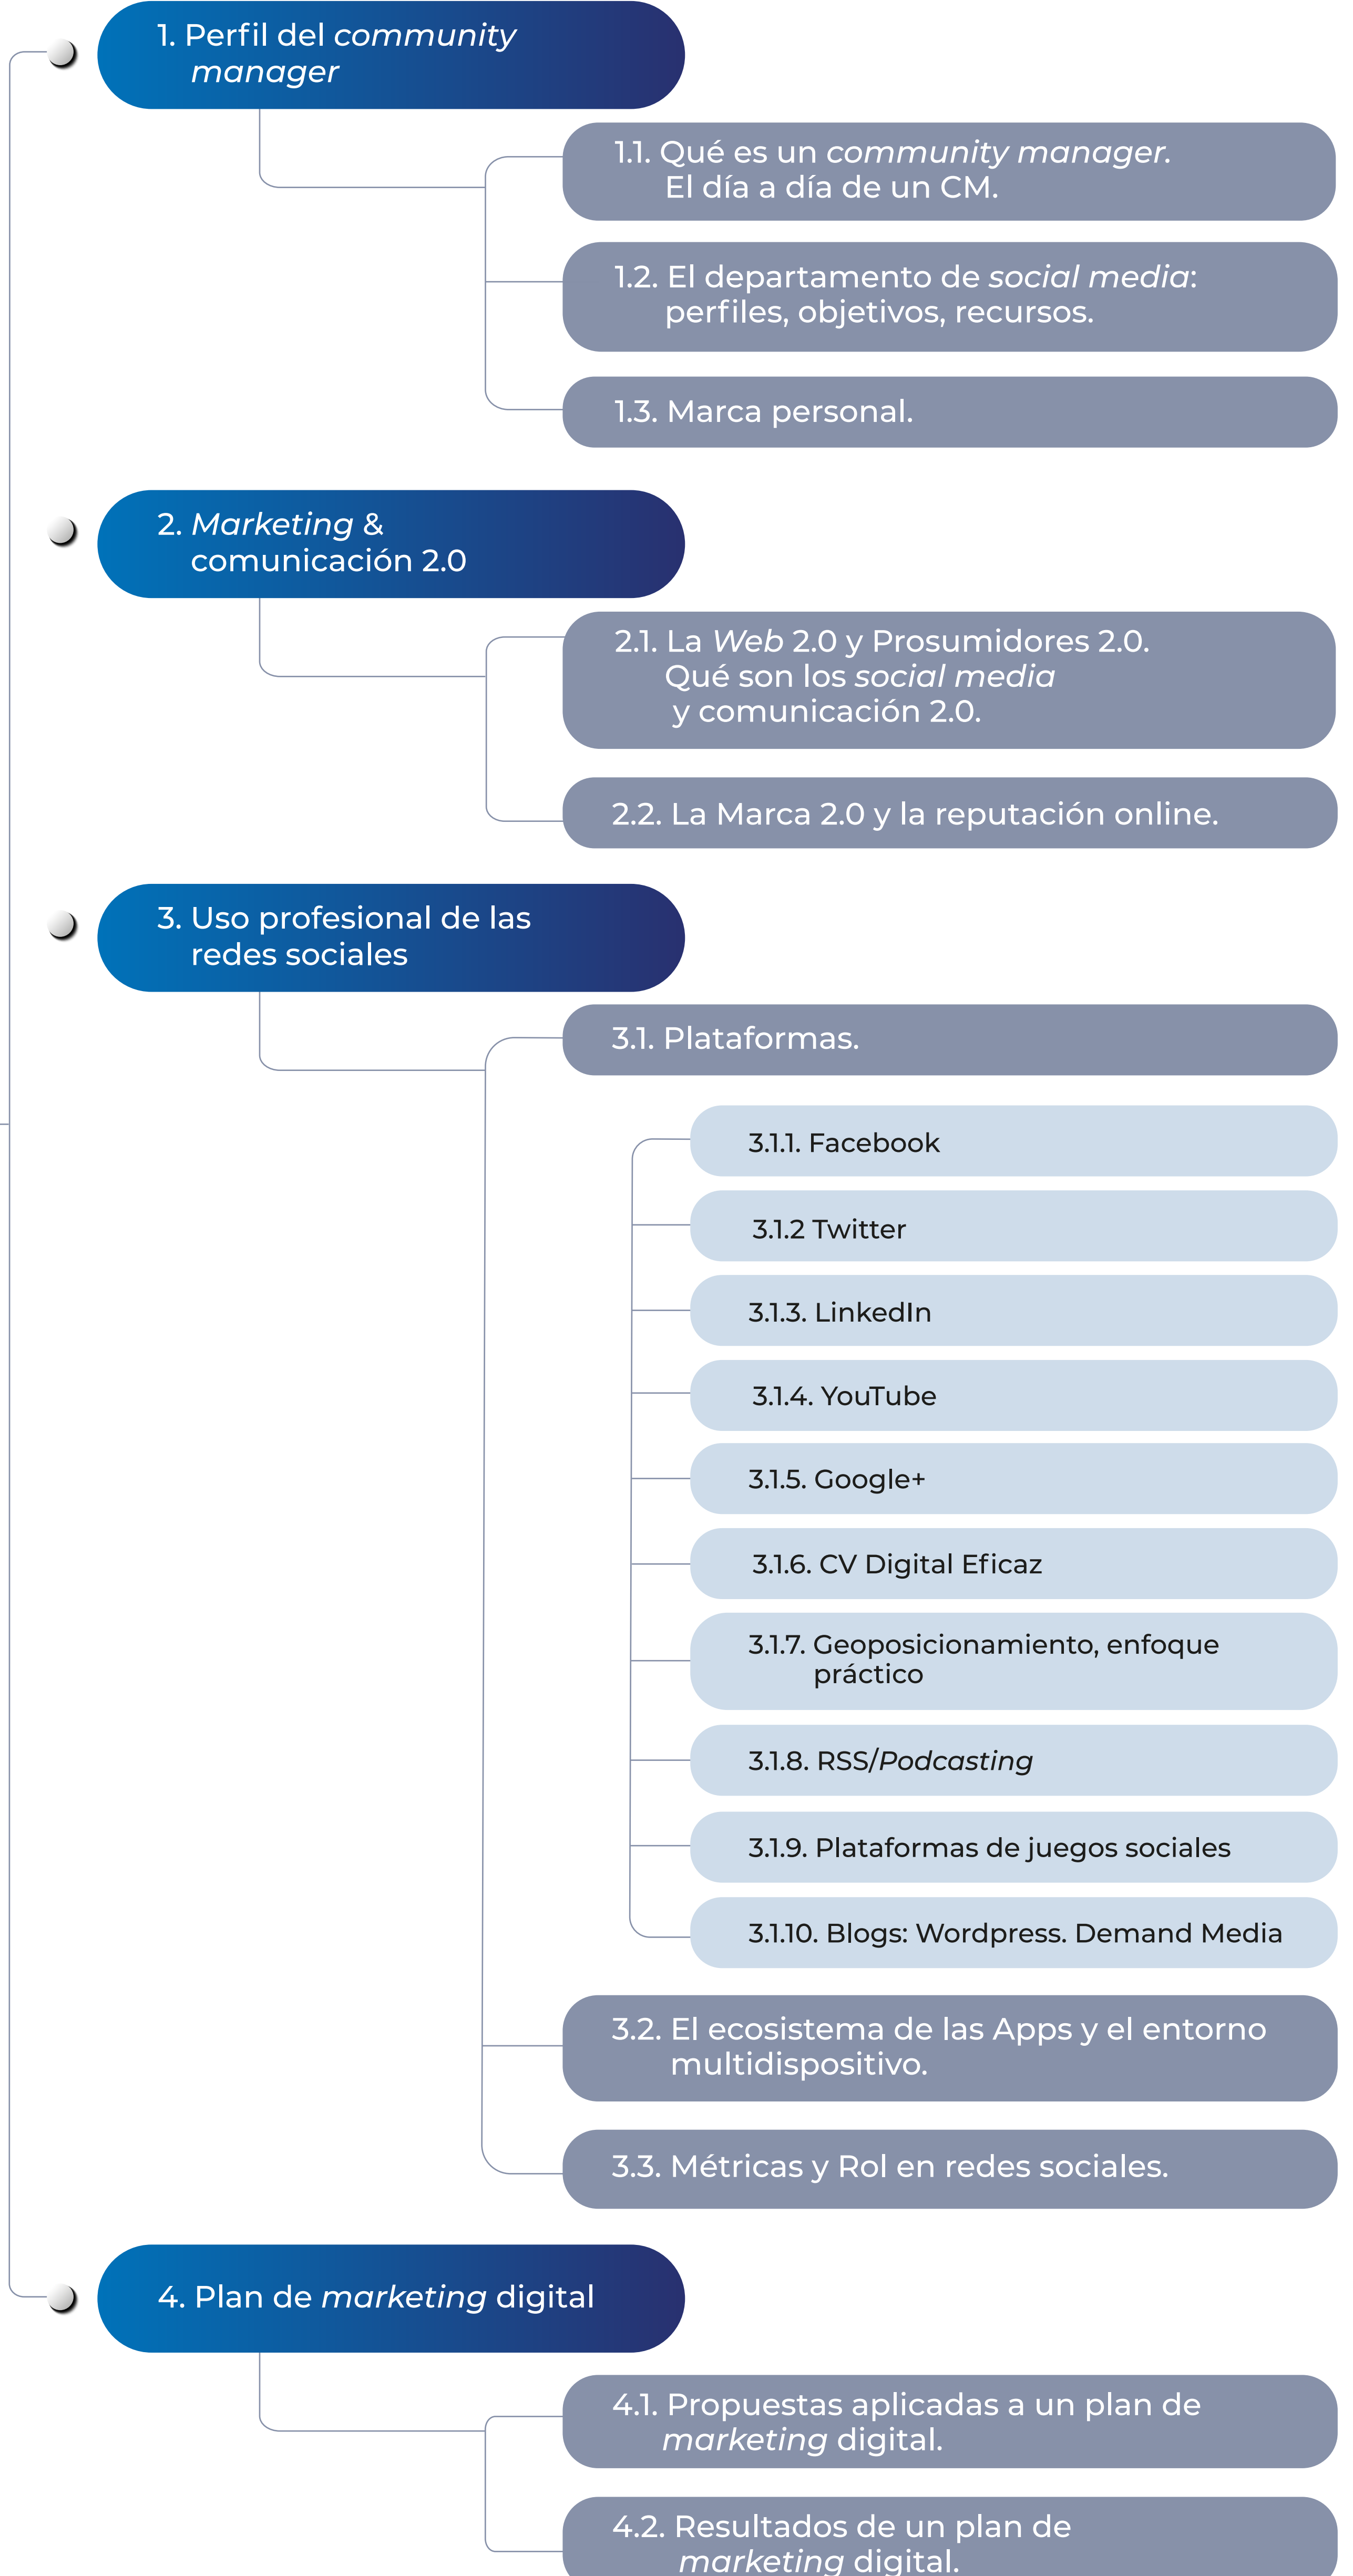 1. Perfil del community
manager
1.1. Qué es un community manager.
El día a día de un CM.
1.2. El departamento de social media:
perfiles, objetivos, recursos.
1.3. Marca personal.
2. Marketing &
comunicación 2.0
2.1. La Web 2.0 y Prosumidores 2.0.
Qué son los social media
y comunicación 2.0.
2.2. La Marca 2.0 y la reputación online.
3. Uso profesional de las
redes sociales
3.1. Plataformas.
3.1.1. Facebook
3.1.2 Twitter
3.1.3. LinkedIn
3.1.4. YouTube
3.1.5. Google+
3.1.6. CV Digital Eficaz
3.1.7. Geoposicionamiento, enfoque
práctico
3.1.8. RSS/Podcasting
3.1.9. Plataformas de juegos sociales
3.1.10. Blogs: Wordpress. Demand Media
3.2. El ecosistema de las Apps y el entorno
multidispositivo.
3.3. Métricas y Rol en redes sociales.
4. Plan de marketing digital
4.1. Propuestas aplicadas a un plan de
marketing digital.
4.2. Resultados de un plan de
marketing digital.